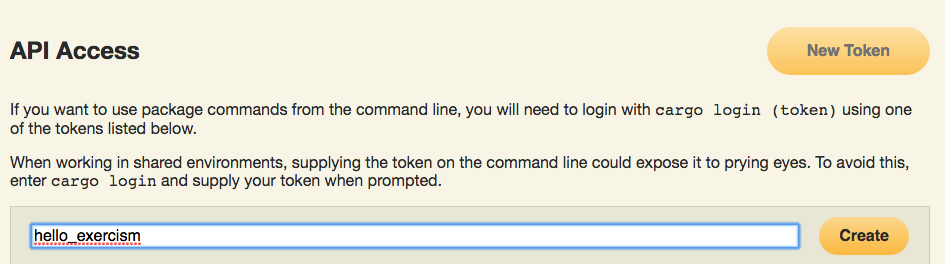 API Access
New Token
If you want to use package commands from the command line, you will need to login with cargo login (token) using one
of the tokens listed below.
When working in shared environments, supplying the token on the command line could expose it to prying eyes. To avoid this,
enter cargo login and supply your token when prompted.
hello_exercism
Create